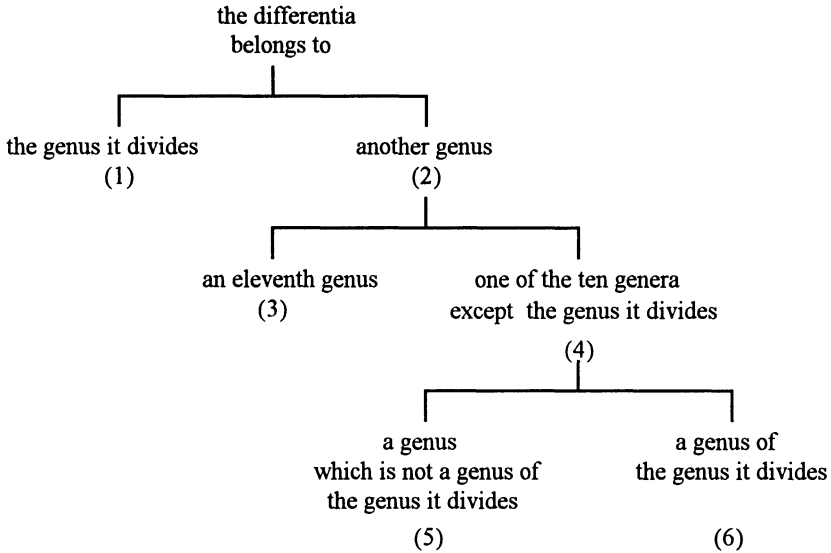 the differentia
belongs to
the genus it divides
(1)
another genus
(2)
an eleventh genus
(3)
one of the ten genera
except the genus it divides
(4)
a genus
which is not a genus of
the genus it divides
(5)
a genus of
the genus it divides
(6)